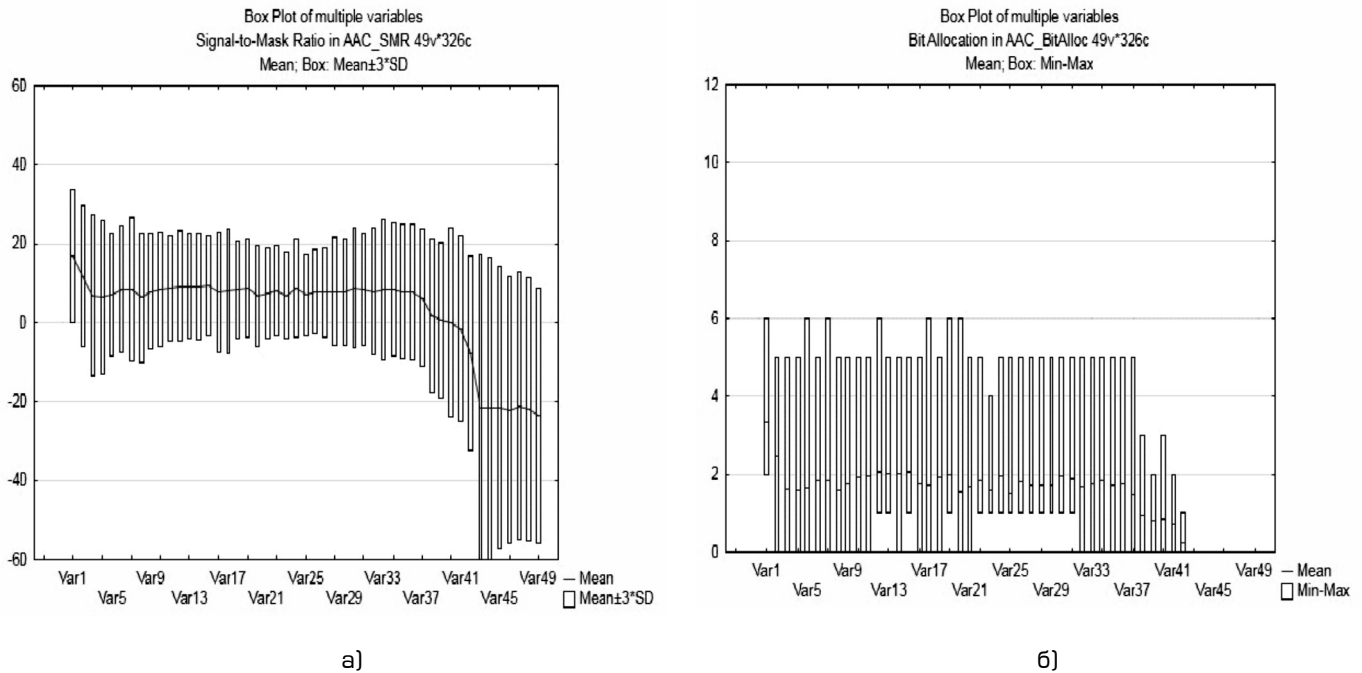 Box Plot of multiple variables
Signal-to-Mask Ratio in AAC_SMR 49v*326c
Mean; Box: Mean±3*SD
60
40
20
0
-20
-40
-60
Var1
Var9
Var17
Var25
Var33
Var41
Var49
Var5
Var13
Var21
Var29
Var37
Var45
Mean
Mean±3*SD
а)
Box Plot of multiple variables
Bit Allocation in AAC_BitAlloc 49v*326c
Mean; Box: Min-Max
12
10
8
6
4
2
0
Var1
Var9
Var17
Var25
Var33
Var41
Var49
Var5
Var13
Var21
Var29
Var37
Var45
Mean
Min-Max
б)